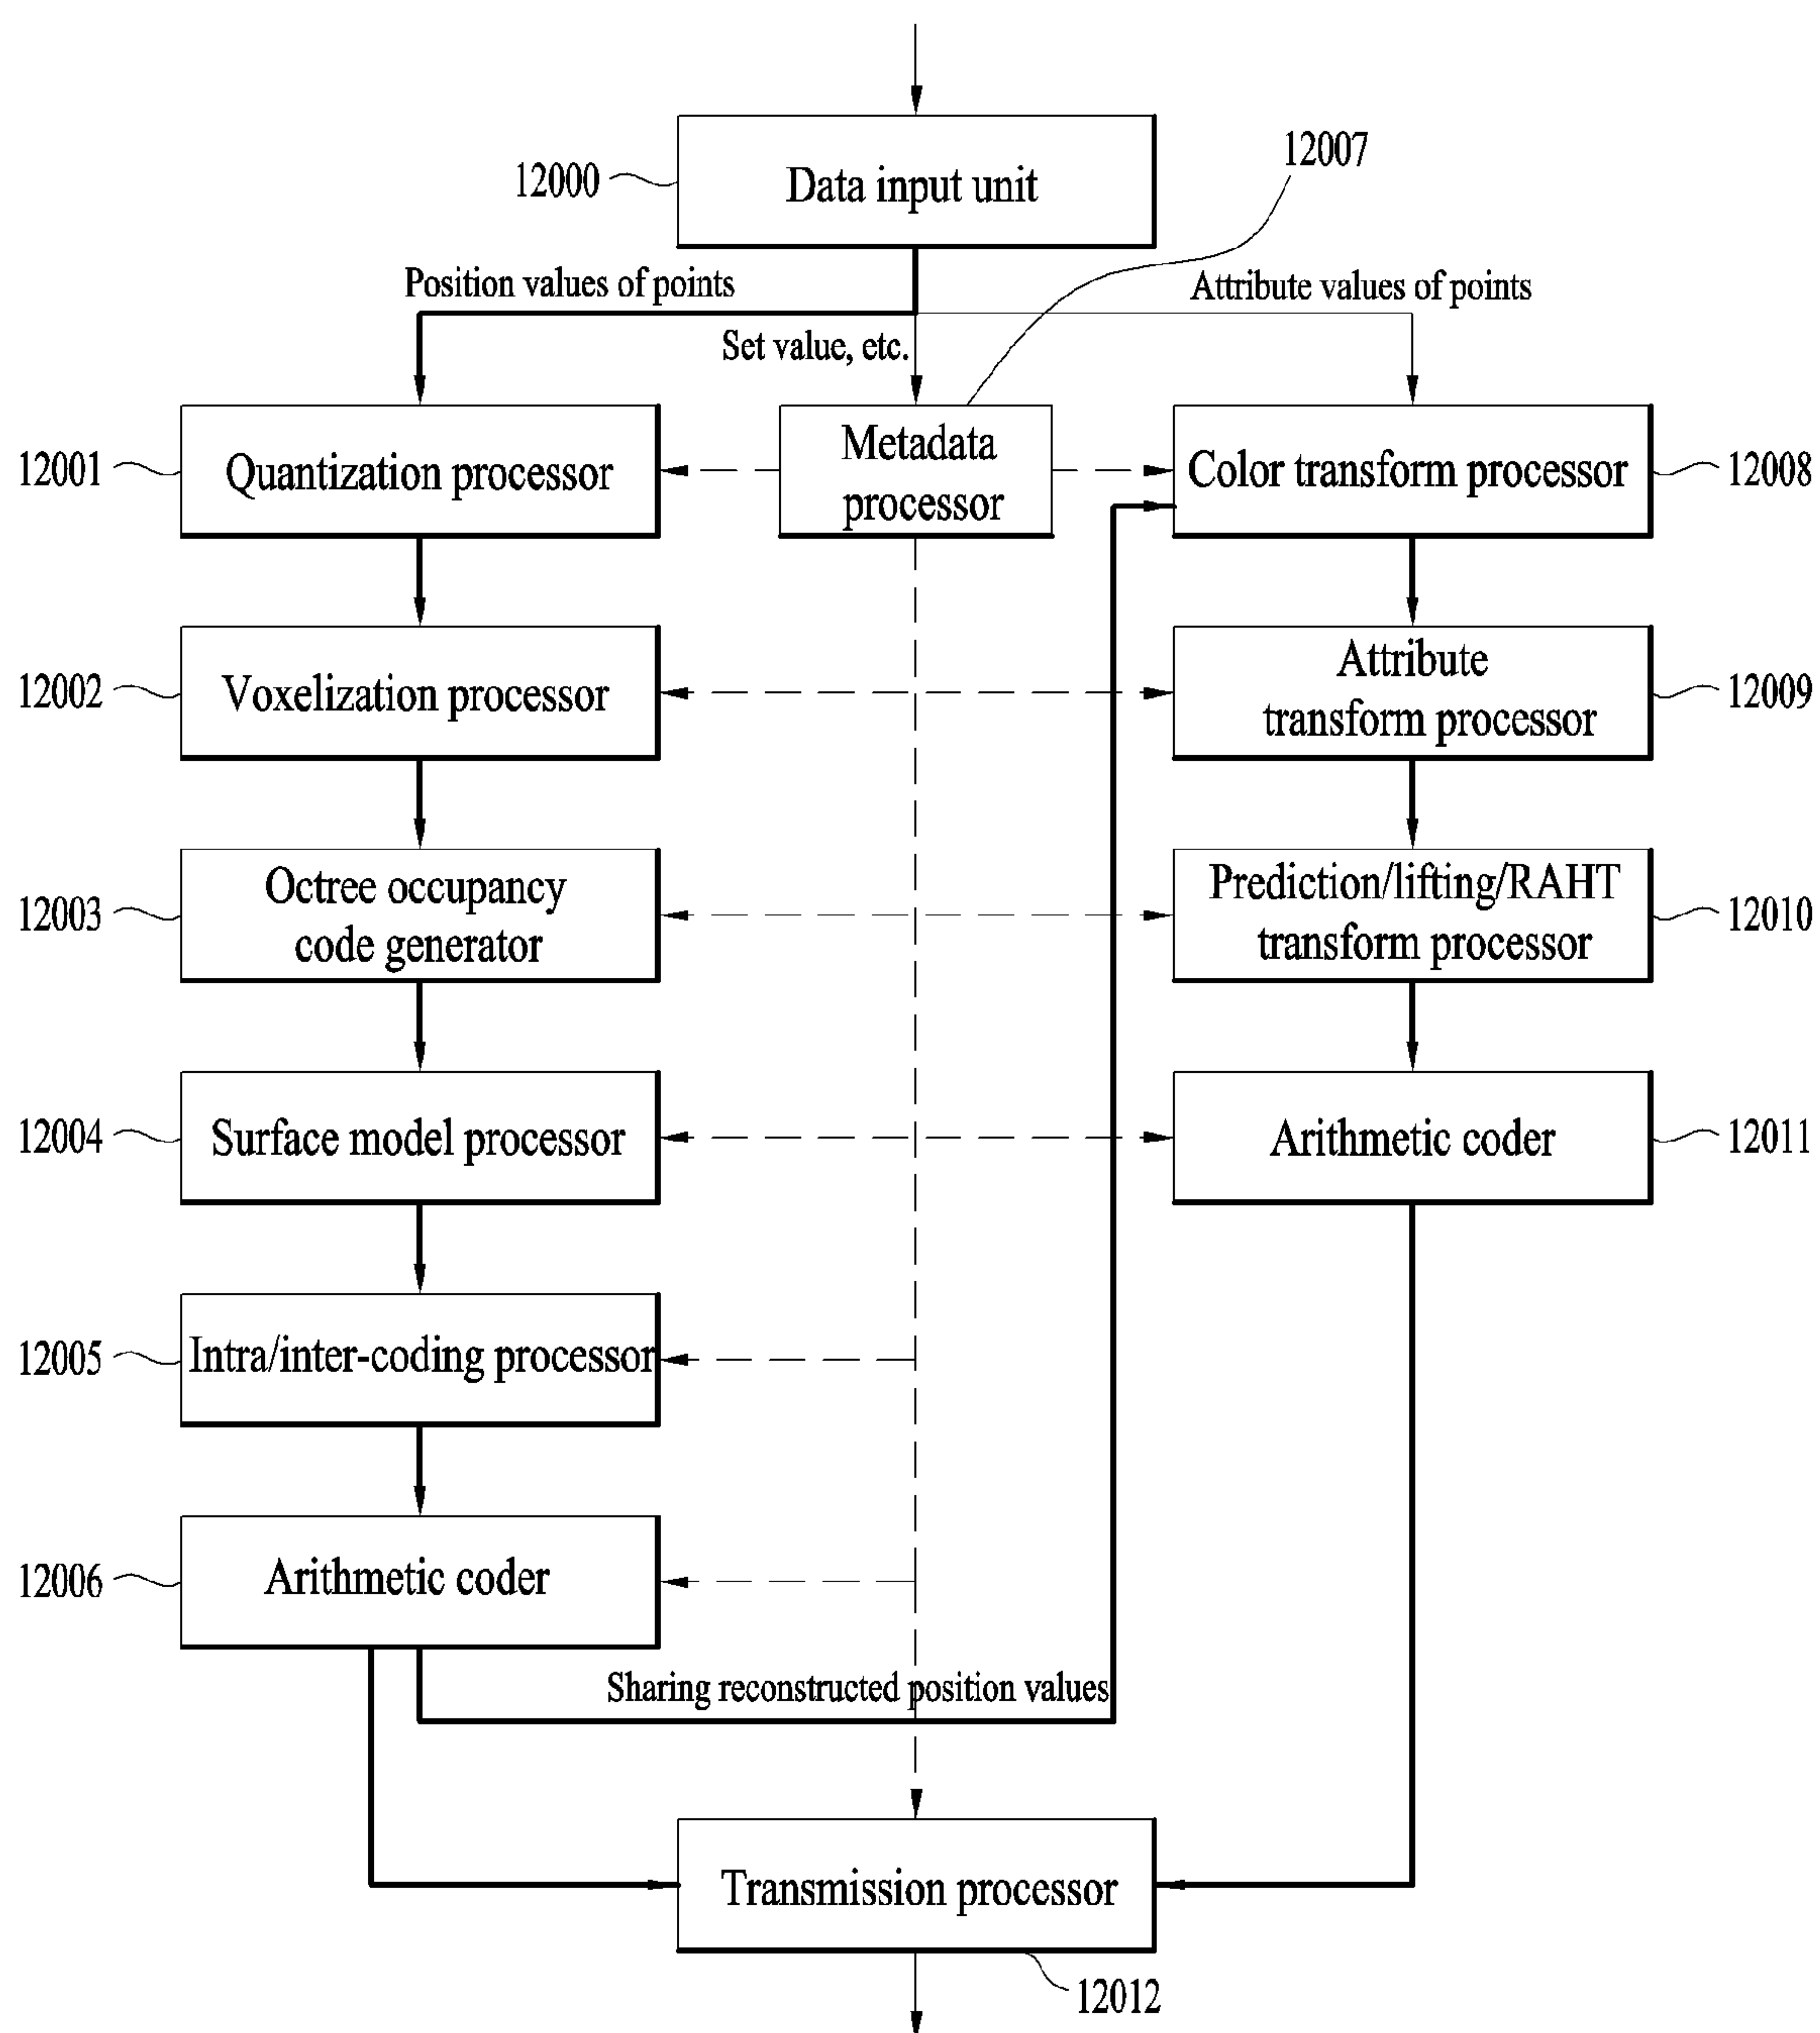 12000
Data input unit
12007
Position values of points
Attribute values of points
Set value, etc.
12001
Quantization processor
Metadata
processor
Color transform processor
12008
12002
Voxelization processor
Attribute
transform processor
12009
12003
Octree occupancy
code generator
Prediction/lifting/RAHT
transform processor
12010
12004
Surface model processor
Arithmetic coder
12011
12005
Intra/inter-coding processor
12006
Arithmetic coder
Sharing reconstructed position values
Transmission processor
12012